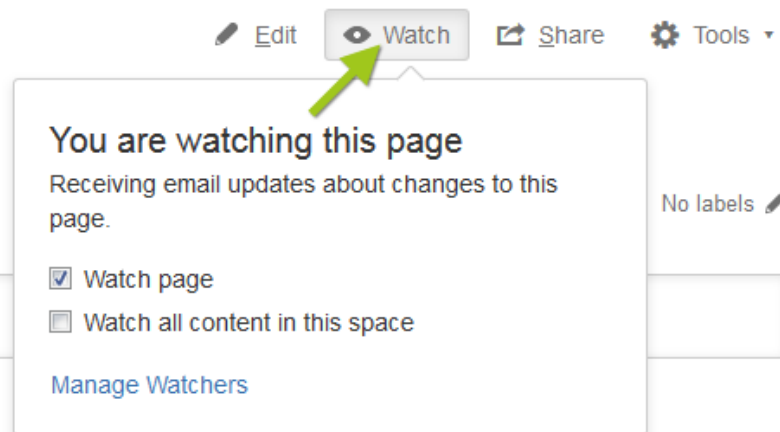 Edit Watch Share Tools
You are watching this page
Receiving email updates about changes to this
page.
No labels
Watch page
Watch all content in this space
Manage Watchers